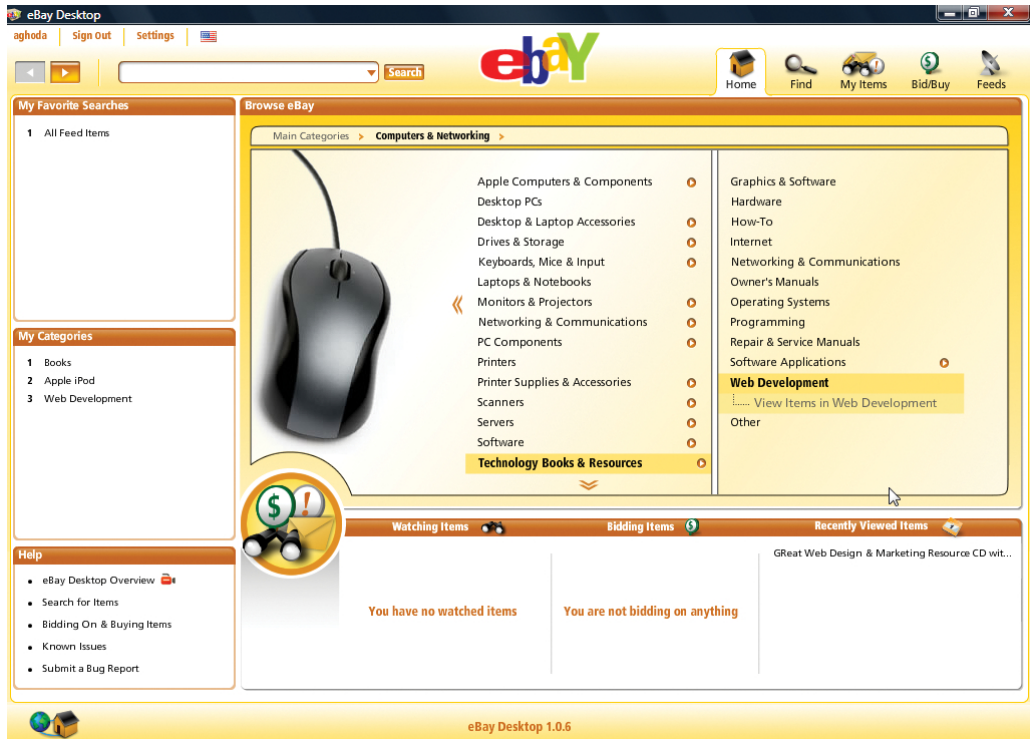 eBay Desktop
aghoda Sign Out Settings
Search
ebaY
Home Find My Items Bid/Buy Feeds
My Favorite Searches
1 All Feed Items
My Categories
1 Books
2 Apple iPod
3 Web Development
Help
• eBay Desktop Overview
• Search for Items
• Bidding On & Buying Items
• Known Issues
• Submit a Bug Report
Browse eBay
Main Categories > Computers & Networking >
Apple Computers & Components
Desktop PCs
Desktop & Laptop Accessories
Drives & Storage
Keyboards, Mice & Input
Laptops & Notebooks
Monitors & Projectors
Networking & Communications
PC Components
Printers
Printer Supplies & Accessories
Scanners
Servers
Software
Technology Books & Resources
Graphics & Software
Hardware
How-To
Internet
Networking & Communications
Owner's Manuals
Operating Systems
Programming
Repair & Service Manuals
Software Applications
Web Development
View Items in Web Development
Other
$ !
Watching Items
You have no watched items
Bidding Items
You are not bidding on anything
Recently Viewed Items
GReat Web Design & Marketing Resource CD wit...
eBay Desktop 1.0.6